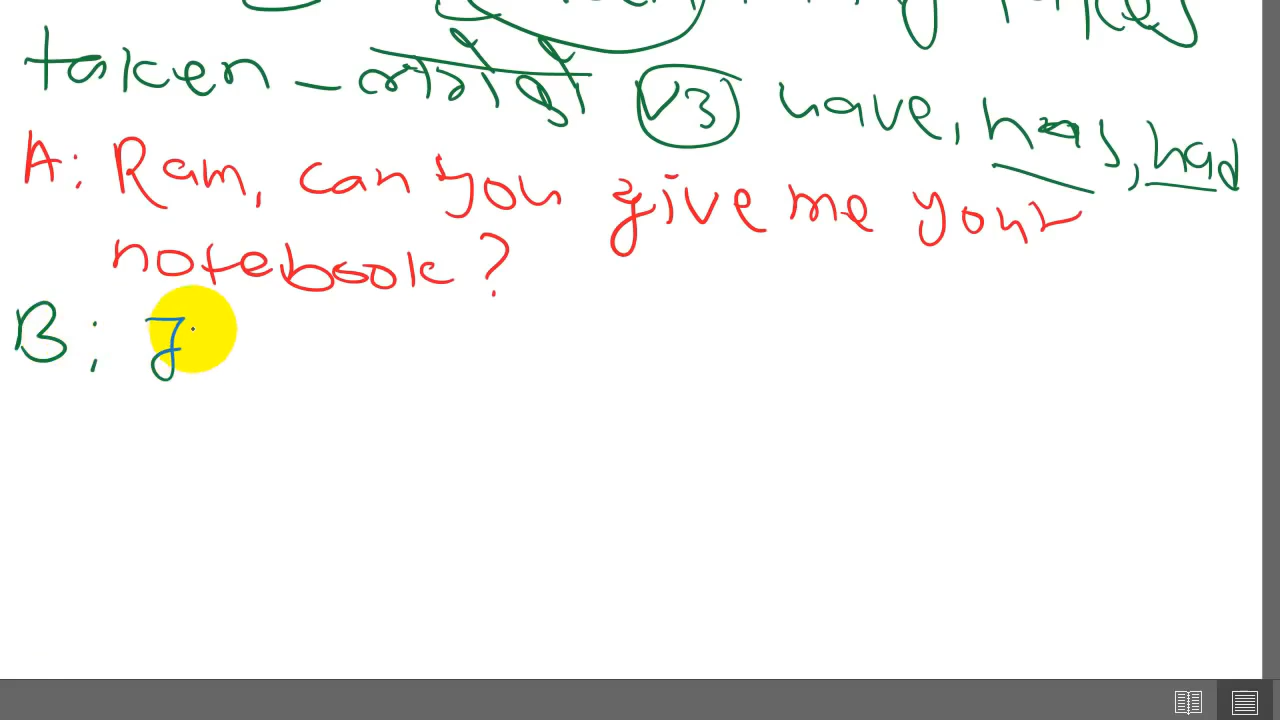 taken - V3 have, has, had
A: Ram, can you give me your
notebook?
B: